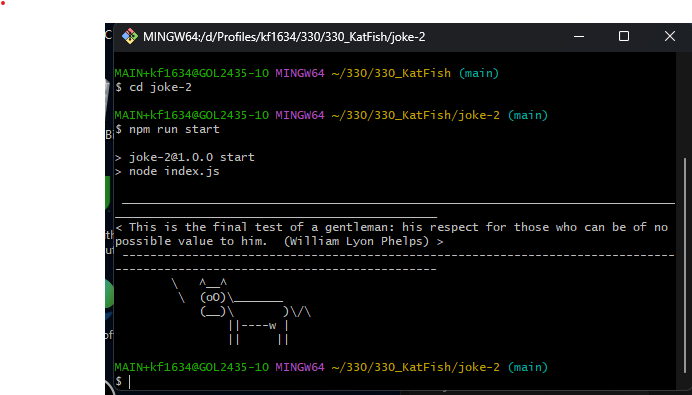 MINGW64:/d/Profiles/kf1634/330/330_KatFish/joke-2
MAIN+kf1634@GOL2435-10 MINGW64 ~/330/330_KatFish (main)
$ cd joke-2
MAIN+kf1634@GOL2435-10 MINGW64 ~/330/330_KatFish/joke-2 (main)
$ npm run start
> joke-2@1.0.0 start
> node index.js
 _______________________________________________________________________________
______________________________________________
< This is the final test of a gentleman: his respect for those who can be of no
possible value to him.  (William Lyon Phelps) >
 -------------------------------------------------------------------------------
----------------------------------------------
        \   ^__^
         \  (oO)\_______
            (__)\       )\/\
                ||----w |
                ||     ||
MAIN+kf1634@GOL2435-10 MINGW64 ~/330/330_KatFish/joke-2 (main)
$